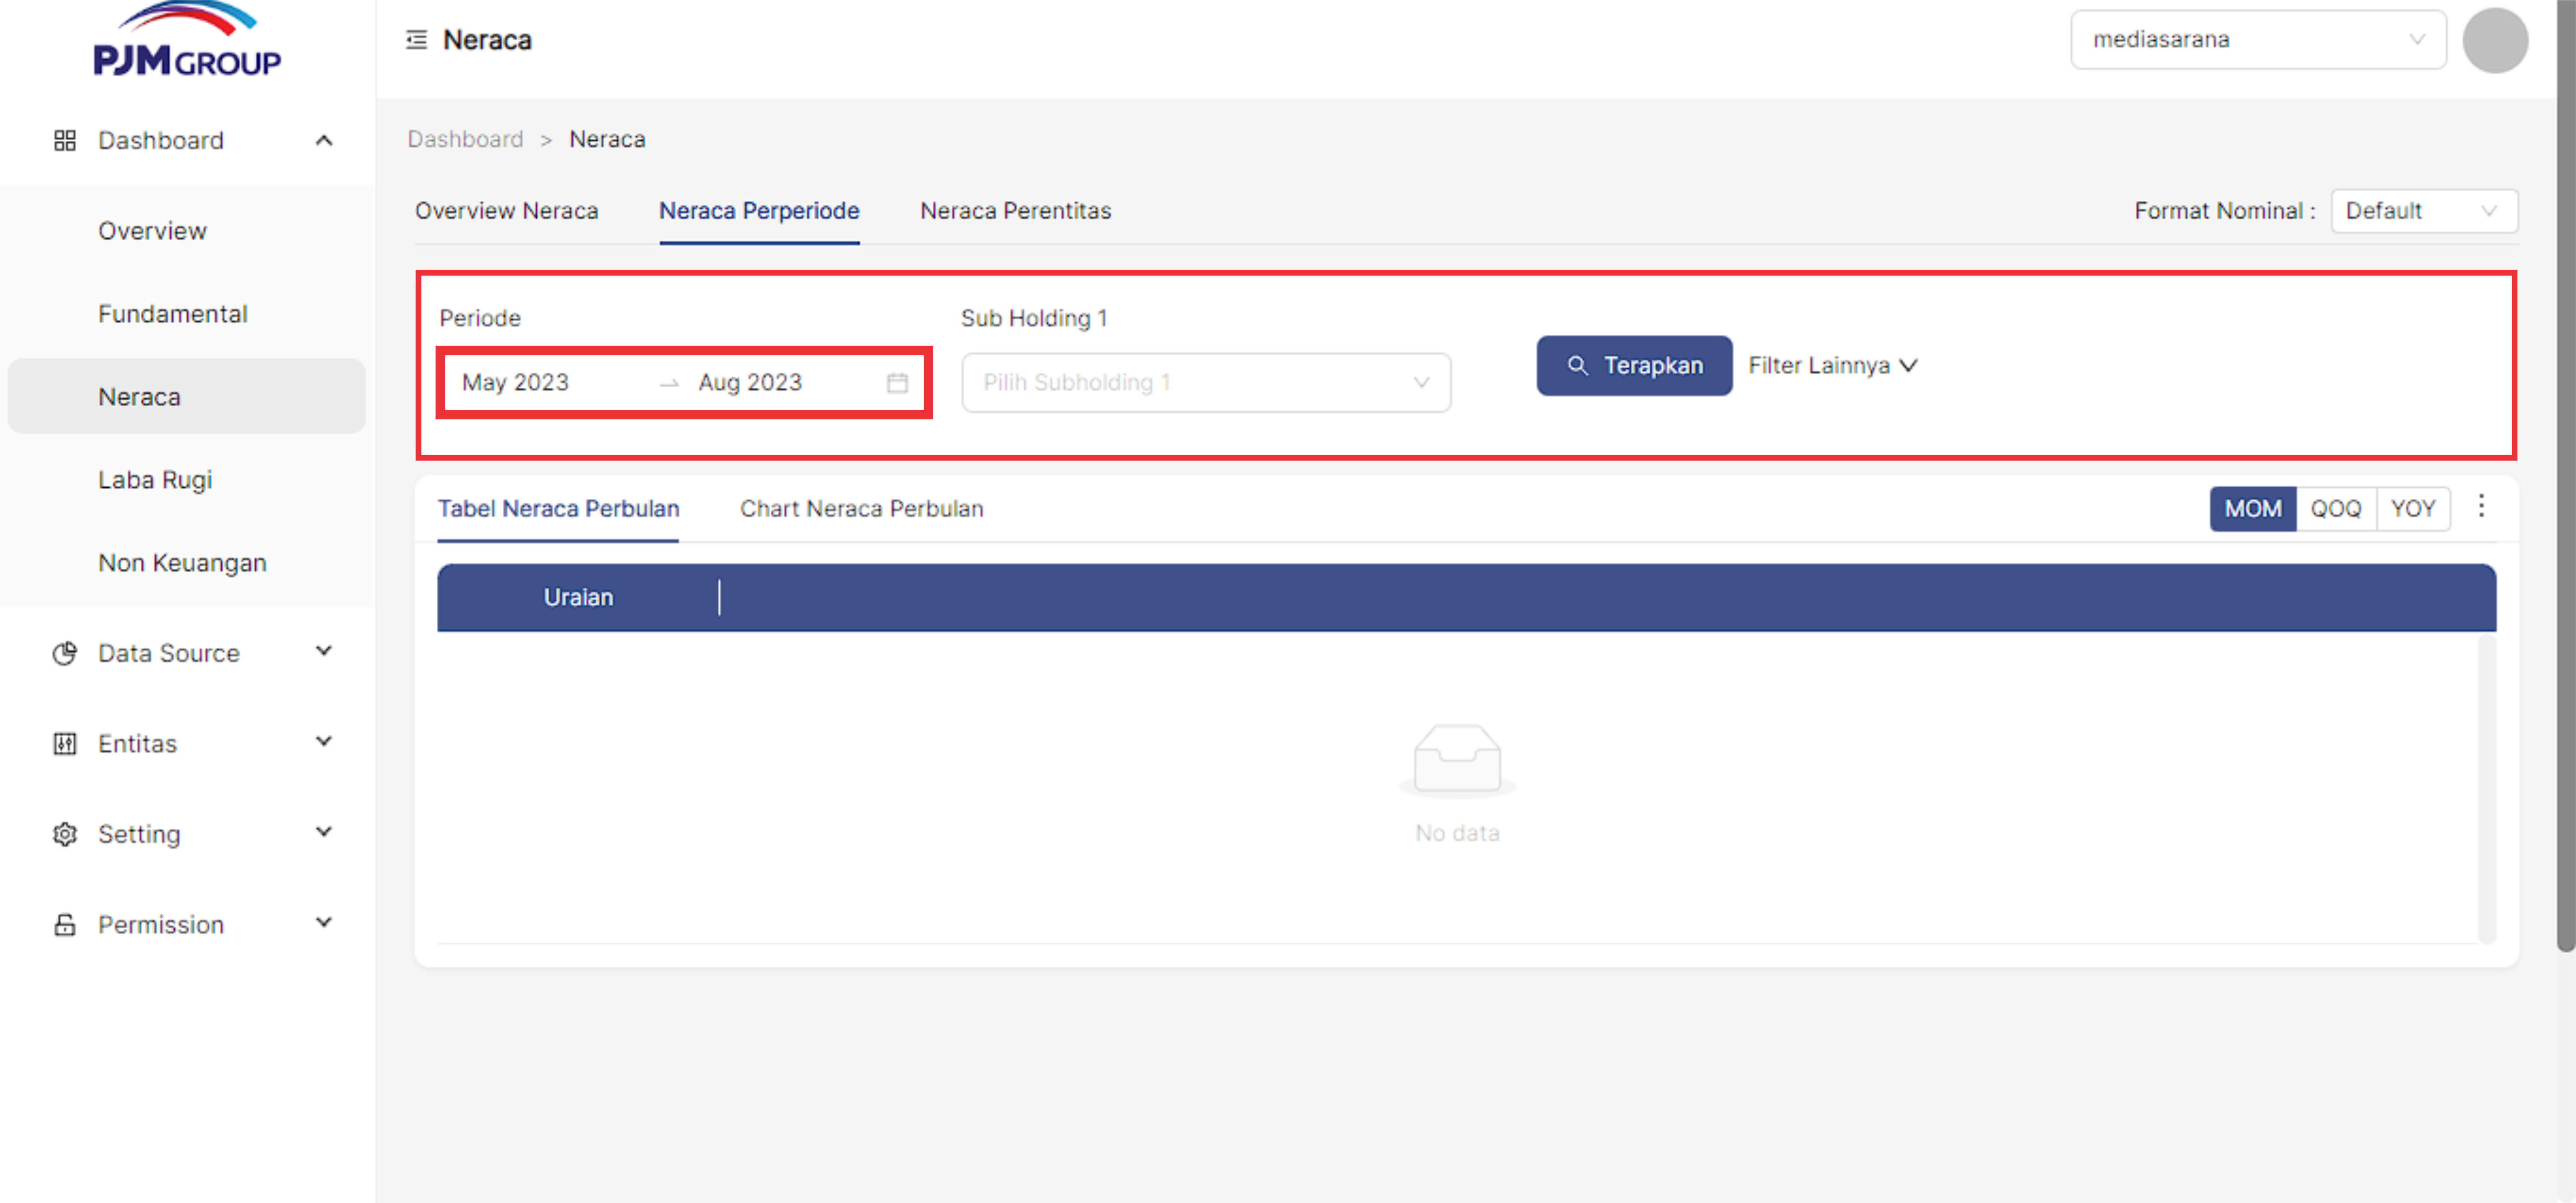 PJM GROUP
Neraca
mediasarana
Dashboard
Overview
Fundamental
Neraca
Laba Rugi
Non Keuangan
Data Source
Entitas
Setting
Permission
Dashboard > Neraca
Overview Neraca
Neraca Perperiode
Neraca Perentitas
Format Nominal :
Default
Periode
May 2023 → Aug 2023
Sub Holding 1
Pilih Subholding 1
Terapkan
Filter Lainnya
Tabel Neraca Perbulan
Chart Neraca Perbulan
MOM
QOQ
YOY
Uraian
No data